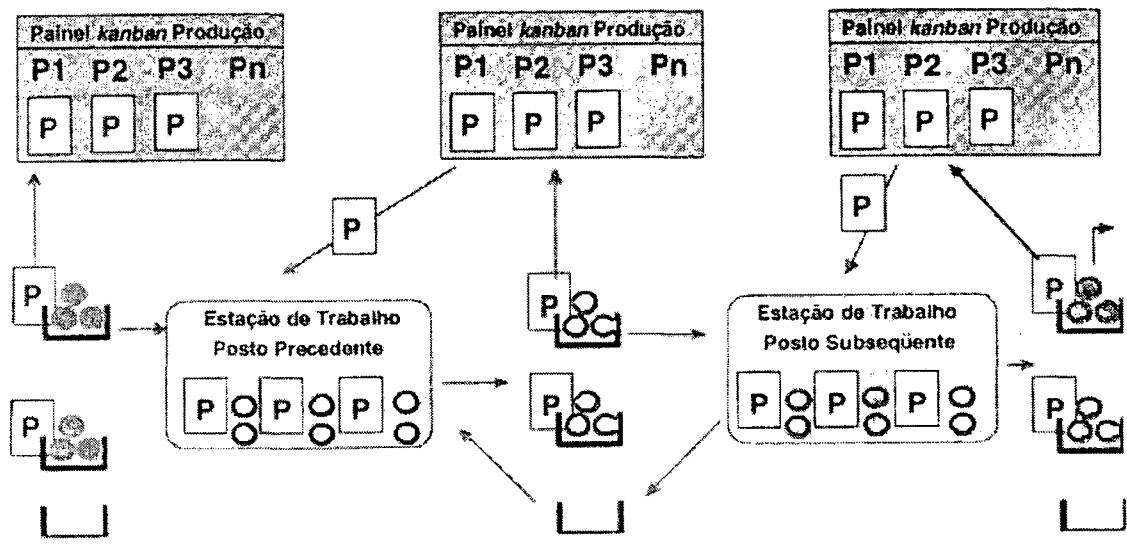 Painel kanban Produção
P1 P2 P3 Pn
P P P
Painel kanban Produção
P1 P2 P3 Pn
P P P
Painel kanban Produção
P1 P2 P3 Pn
P P P
P
P
P
P
P
Estação de Trabalho
Posto Precedente
P P P
Estação de Trabalho
Posto Subseqüente
P P P
P
P
P